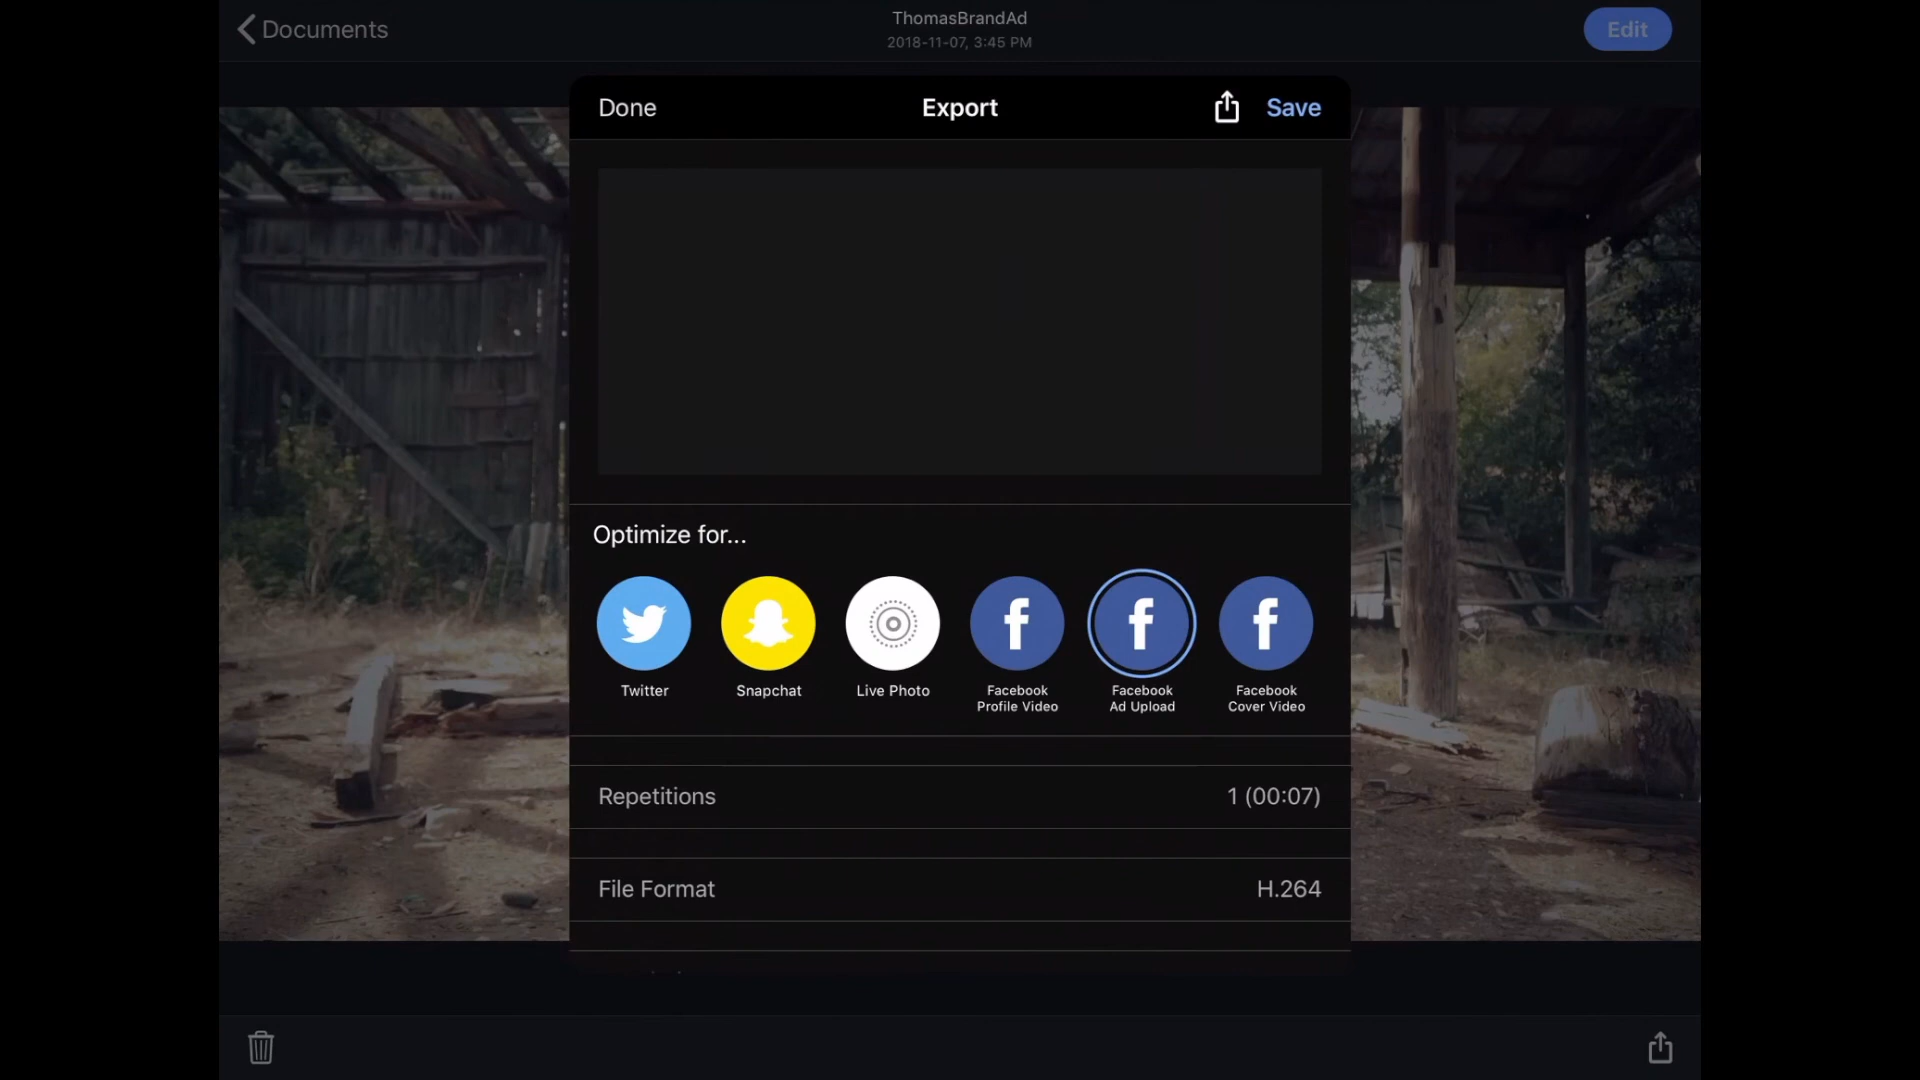 Documents
ThomasBrandAd
2018-11-07, 3:45 PM
Edit
Done
Export
Save
Optimize for...
Twitter
Snapchat
Live Photo
Facebook
Profile Video
Facebook
Ad Upload
Facebook
Cover Video
Repetitions
1 (00:07)
File Format
H.264